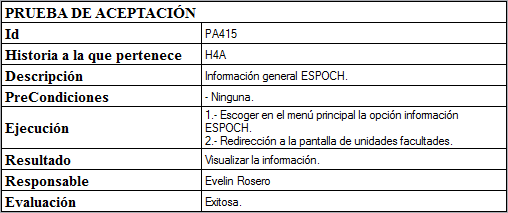 PRUEBA DE ACEPTACIÓN
Id PA415
Historia a la que pertenece H4A
Descripción Información general ESPOCH.
PreCondiciones - Ninguna.
Ejecución 1.- Escoger en el menú principal la opción información
ESPOCH.
2.- Redirección a la pantalla de unidades facultades.
Resultado Visualizar la información.
Responsable Evelin Rosero
Evaluación Exitosa.